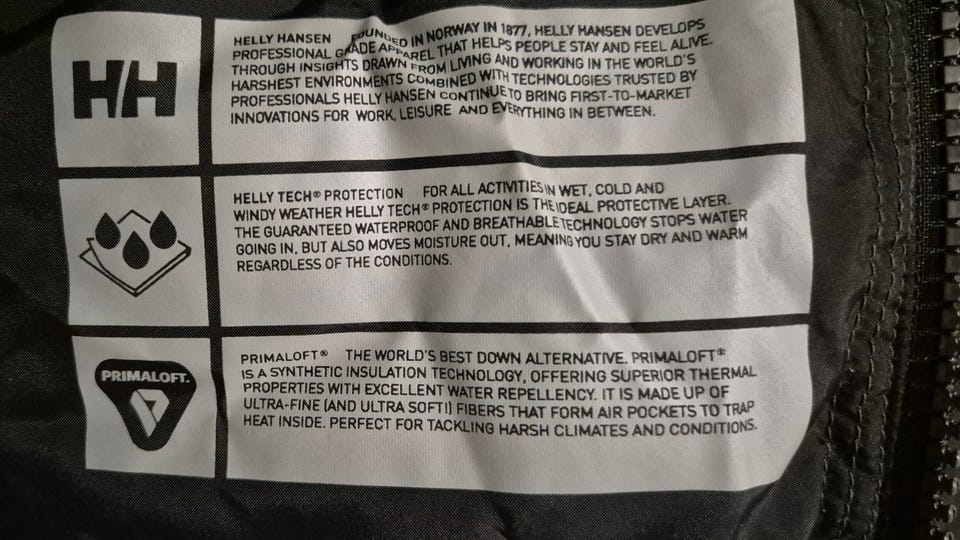 HH
HELLY HANSEN FOUNDED IN NORWAY IN 1877, HELLY HANSEN DEVELOPS
PROFESSIONAL GRADE APPAREL THAT HELPS PEOPLE STAY AND FEEL ALIVE.
THROUGH INSIGHTS DRAWN FROM LIVING AND WORKING IN THE WORLD'S
HARSHEST ENVIRONMENTS COMBINED WITH TECHNOLOGIES TRUSTED BY
PROFESSIONALS HELLY HANSEN CONTINUE TO BRING FIRST-TO-MARKET
INNOVATIONS FOR WORK, LEISURE AND EVERYTHING IN BETWEEN.
HELLY TECH® PROTECTION FOR ALL ACTIVITIES IN WET, COLD AND
WINDY WEATHER HELLY TECH® PROTECTION IS THE IDEAL PROTECTIVE LAYER.
THE GUARANTEED WATERPROOF AND BREATHABLE TECHNOLOGY STOPS WATER
GOING IN, BUT ALSO MOVES MOISTURE OUT, MEANING YOU STAY DRY AND WARM
REGARDLESS OF THE CONDITIONS.
PRIMALOFT.
PRIMALOFT® THE WORLD'S BEST DOWN ALTERNATIVE. PRIMALOFT®
IS A SYNTHETIC INSULATION TECHNOLOGY, OFFERING SUPERIOR THERMAL
PROPERTIES WITH EXCELLENT WATER REPELLENCY. IT IS MADE UP OF
ULTRA-FINE (AND ULTRA SOFT!) FIBERS THAT FORM AIR POCKETS TO TRAP
HEAT INSIDE. PERFECT FOR TACKLING HARSH CLIMATES AND CONDITIONS.